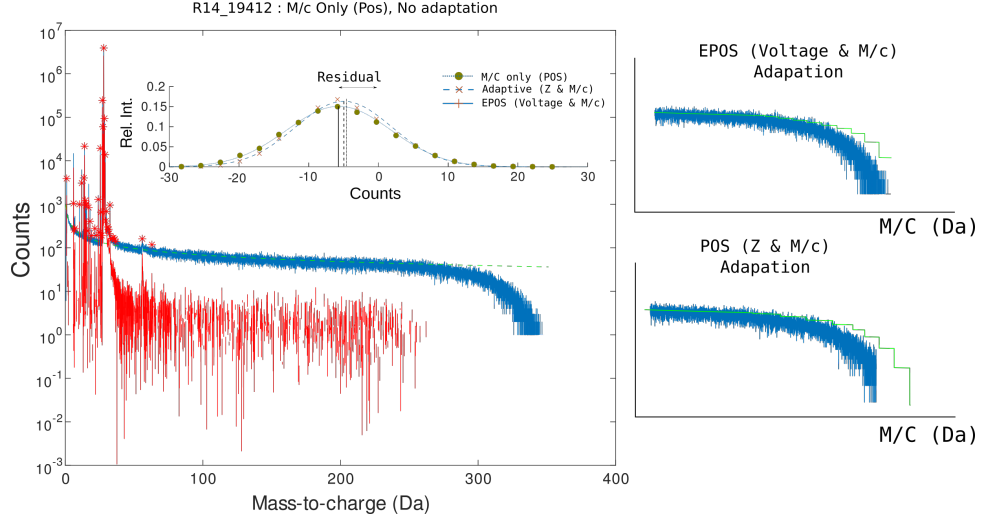 R14_19412 : M/c Only (Pos), No adaptation
10^7
10^6
10^5
10^4
10^3
10^2
10^1
10^0
10^-1
10^-2
10^-3
Counts
0
100
200
300
400
Mass-to-charge (Da)
Residual
M/C only (POS)
Adaptive (Z & M/c)
EPOS (Voltage & M/c)
0.2
0.15
0.1
0.05
0
Rel. Int.
-30
-20
-10
0
10
20
30
Counts
EPOS (Voltage & M/c)
Adapation
M/C (Da)
POS (Z & M/c)
Adapation
M/C (Da)